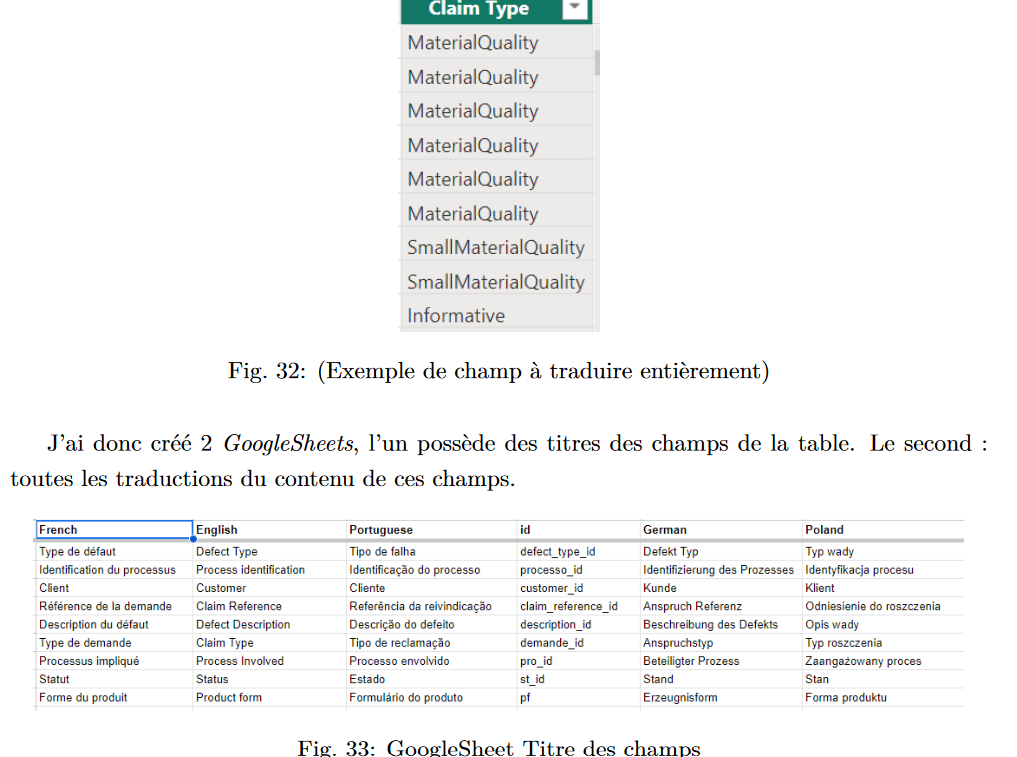 Claim Type
MaterialQuality
MaterialQuality
MaterialQuality
MaterialQuality
MaterialQuality
MaterialQuality
SmallMaterialQuality
SmallMaterialQuality
Informative
Fig. 32: (Exemple de champ à traduire entièrement)
J'ai donc créé 2 GoogleSheets, l'un possède des titres des champs de la table. Le second :
toutes les traductions du contenu de ces champs.
French English Portuguese id German Poland
Type de défaut Defect Type Tipo de falha defect_type_id Defekt Typ Typ wady
Identification du processus Process identification Identificação do processo processo_id Identifizierung des Prozesses Identyfikacja procesu
Client Customer Cliente customer_id Kunde Klient
Référence de la demande Claim Reference Referência da reivindicação claim_reference_id Anspruch Referenz Odniesienie do roszczenia
Description du défaut Defect Description Descrição do defeito description_id Beschreibung des Defekts Opis wady
Type de demande Claim Type Tipo de reclamação demande_id Anspruchstyp Typ roszczenia
Processus impliqué Process Involved Processo envolvido pro_id Beteiligter Prozess Zaangażowany proces
Statut Status Estado st_id Stand Stan
Forme du produit Product form Formulário do produto pf Erzeugnisform Forma produktu
Fig. 33: GoogleSheet Titre des champs